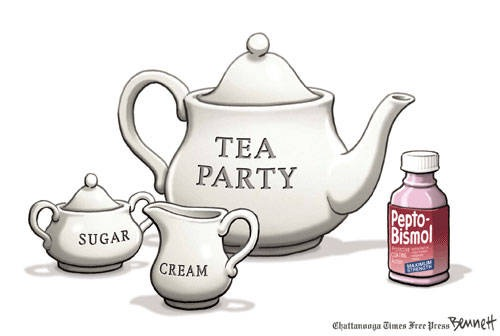 TEA
PARTY
SUGAR
CREAM
Pepto-
Bismol
MAXIMUM
STRENGTH
Chattanooga Times Free Press
Bennett